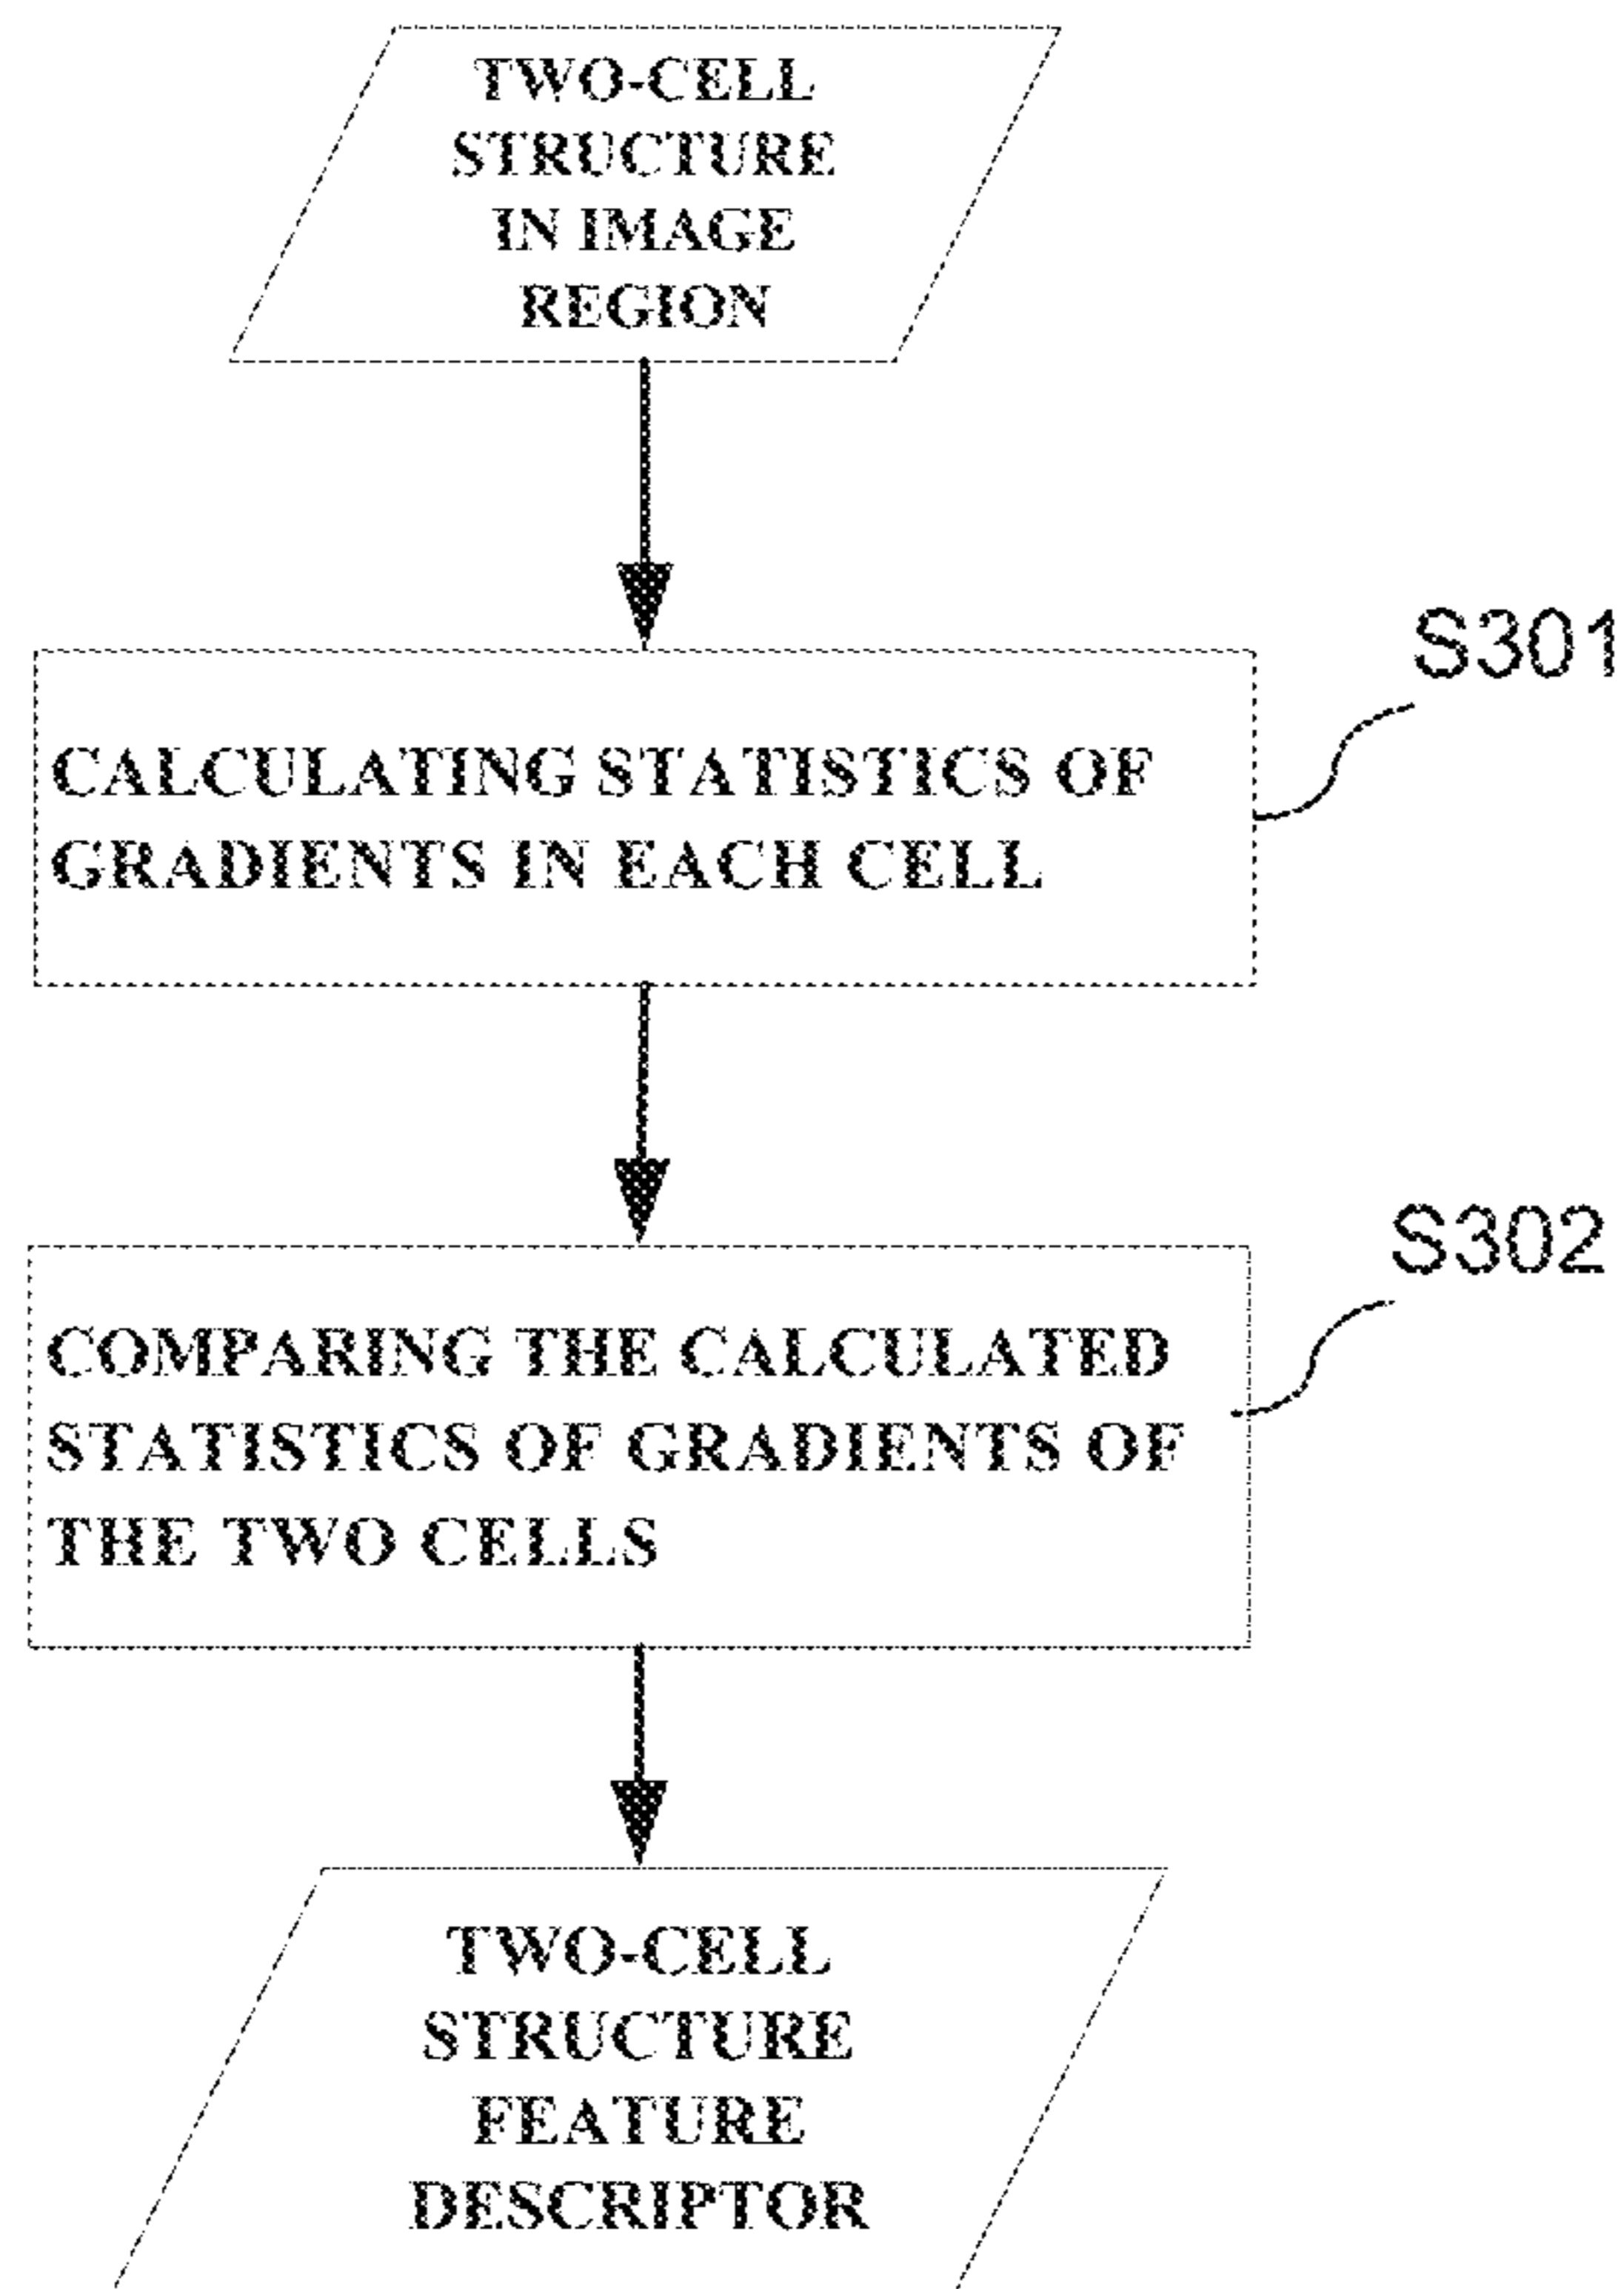 TWO-CELL
STRUCTURE
IN IMAGE
REGION
S301
CALCULATING STATISTICS OF
GRADIENTS IN EACH CELL
S302
COMPARING THE CALCULATED
STATISTICS OF GRADIENTS OF
THE TWO CELLS
TWO-CELL
STRUCTURE
FEATURE
DESCRIPTOR